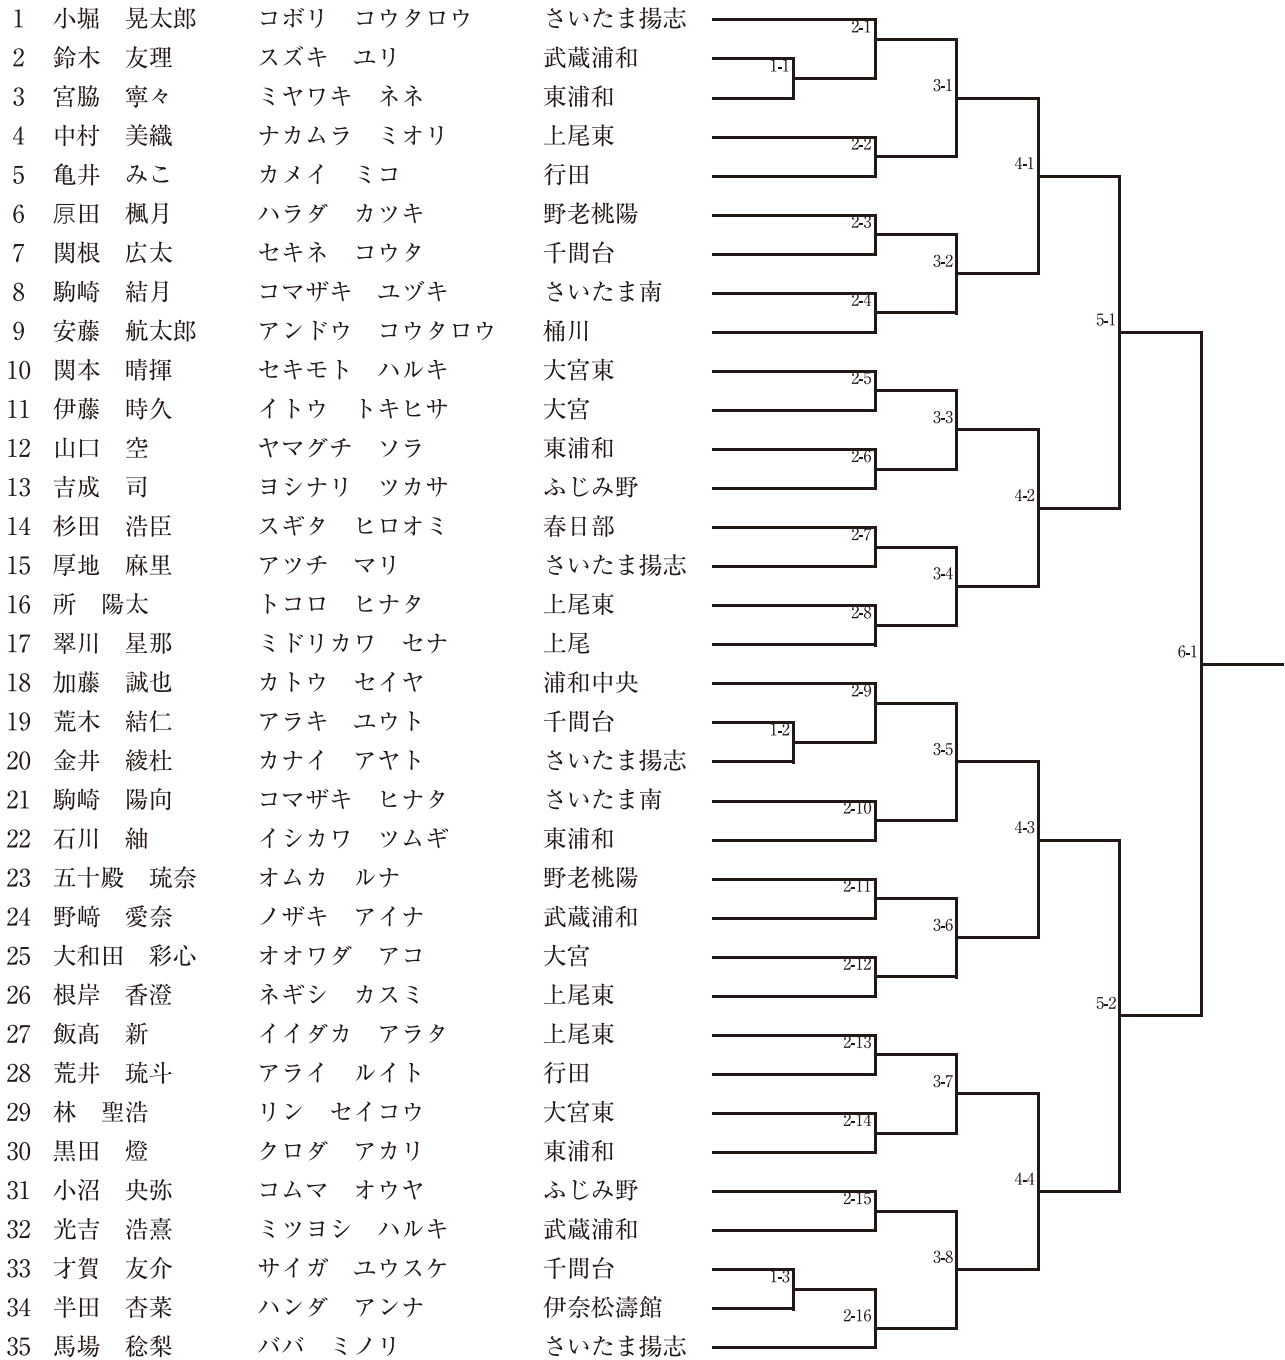 1 小堀 晃太郎 コボリ コウタロウ さいたま揚志
2-1
2 鈴木 友理 スズキ ユリ 武蔵浦和
1-1
3-1
3 宮脇 寧々 ミヤワキ ネネ 東浦和
4 中村 美織 ナカムラ ミオリ 上尾東
2-2
4-1
5 亀井 みこ カメイ ミコ 行田
6 原田 楓月 ハラダ カツキ 野老桃陽
2-3
7 関根 広太 セキネ コウタ 千間台
3-2
8 駒崎 結月 コマザキ ユヅキ さいたま南
2-4
5-1
9 安藤 航太郎 アンドウ コウタロウ 桶川
10 関本 晴揮 セキモト ハルキ 大宮東
2-5
11 伊藤 時久 イトウ トキヒサ 大宮
3-3
12 山口 空 ヤマグチ ソラ 東浦和
2-6
13 吉成 司 ヨシナリ ツカサ ふじみ野
4-2
14 杉田 浩臣 スギタ ヒロオミ 春日部
2-7
15 厚地 麻里 アツチ マリ さいたま揚志
3-4
16 所 陽太 トコロ ヒナタ 上尾東
2-8
17 翠川 星那 ミドリカワ セナ 上尾
6-1
18 加藤 誠也 カトウ セイヤ 浦和中央
2-9
19 荒木 結仁 アラキ ユウト 千間台
1-2
3-5
20 金井 綾杜 カナイ アヤト さいたま揚志
21 駒崎 陽向 コマザキ ヒナタ さいたま南
2-10
4-3
22 石川 紬 イシカワ ツムギ 東浦和
23 五十殿 琉奈 オムカ ルナ 野老桃陽
2-11
24 野﨑 愛奈 ノザキ アイナ 武蔵浦和
3-6
25 大和田 彩心 オオワダ アコ 大宮
2-12
26 根岸 香澄 ネギシ カスミ 上尾東
5-2
27 飯髙 新 イイダカ アラタ 上尾東
2-13
28 荒井 琉斗 アライ ルイト 行田
3-7
29 林 聖浩 リン セイコウ 大宮東
2-14
30 黒田 燈 クロダ アカリ 東浦和
4-4
31 小沼 央弥 コムマ オウヤ ふじみ野
2-15
32 光吉 浩熹 ミツヨシ ハルキ 武蔵浦和
3-8
33 才賀 友介 サイガ ユウスケ 千間台
1-3
34 半田 杏菜 ハンダ アンナ 伊奈松濤館
2-16
35 馬場 稔梨 ババ ミノリ さいたま揚志